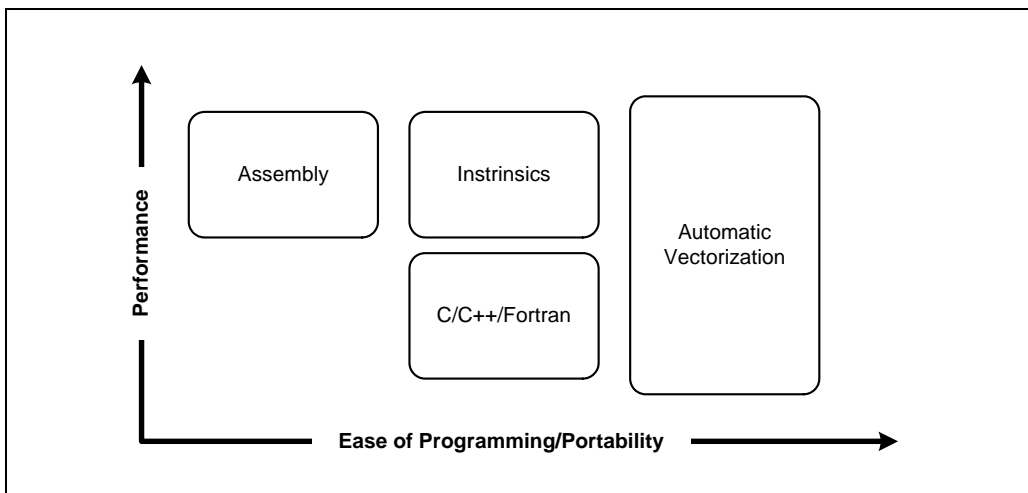 Performance
Assembly
Instrinsics
C/C++/Fortran
Automatic
Vectorization
Ease of Programming/Portability